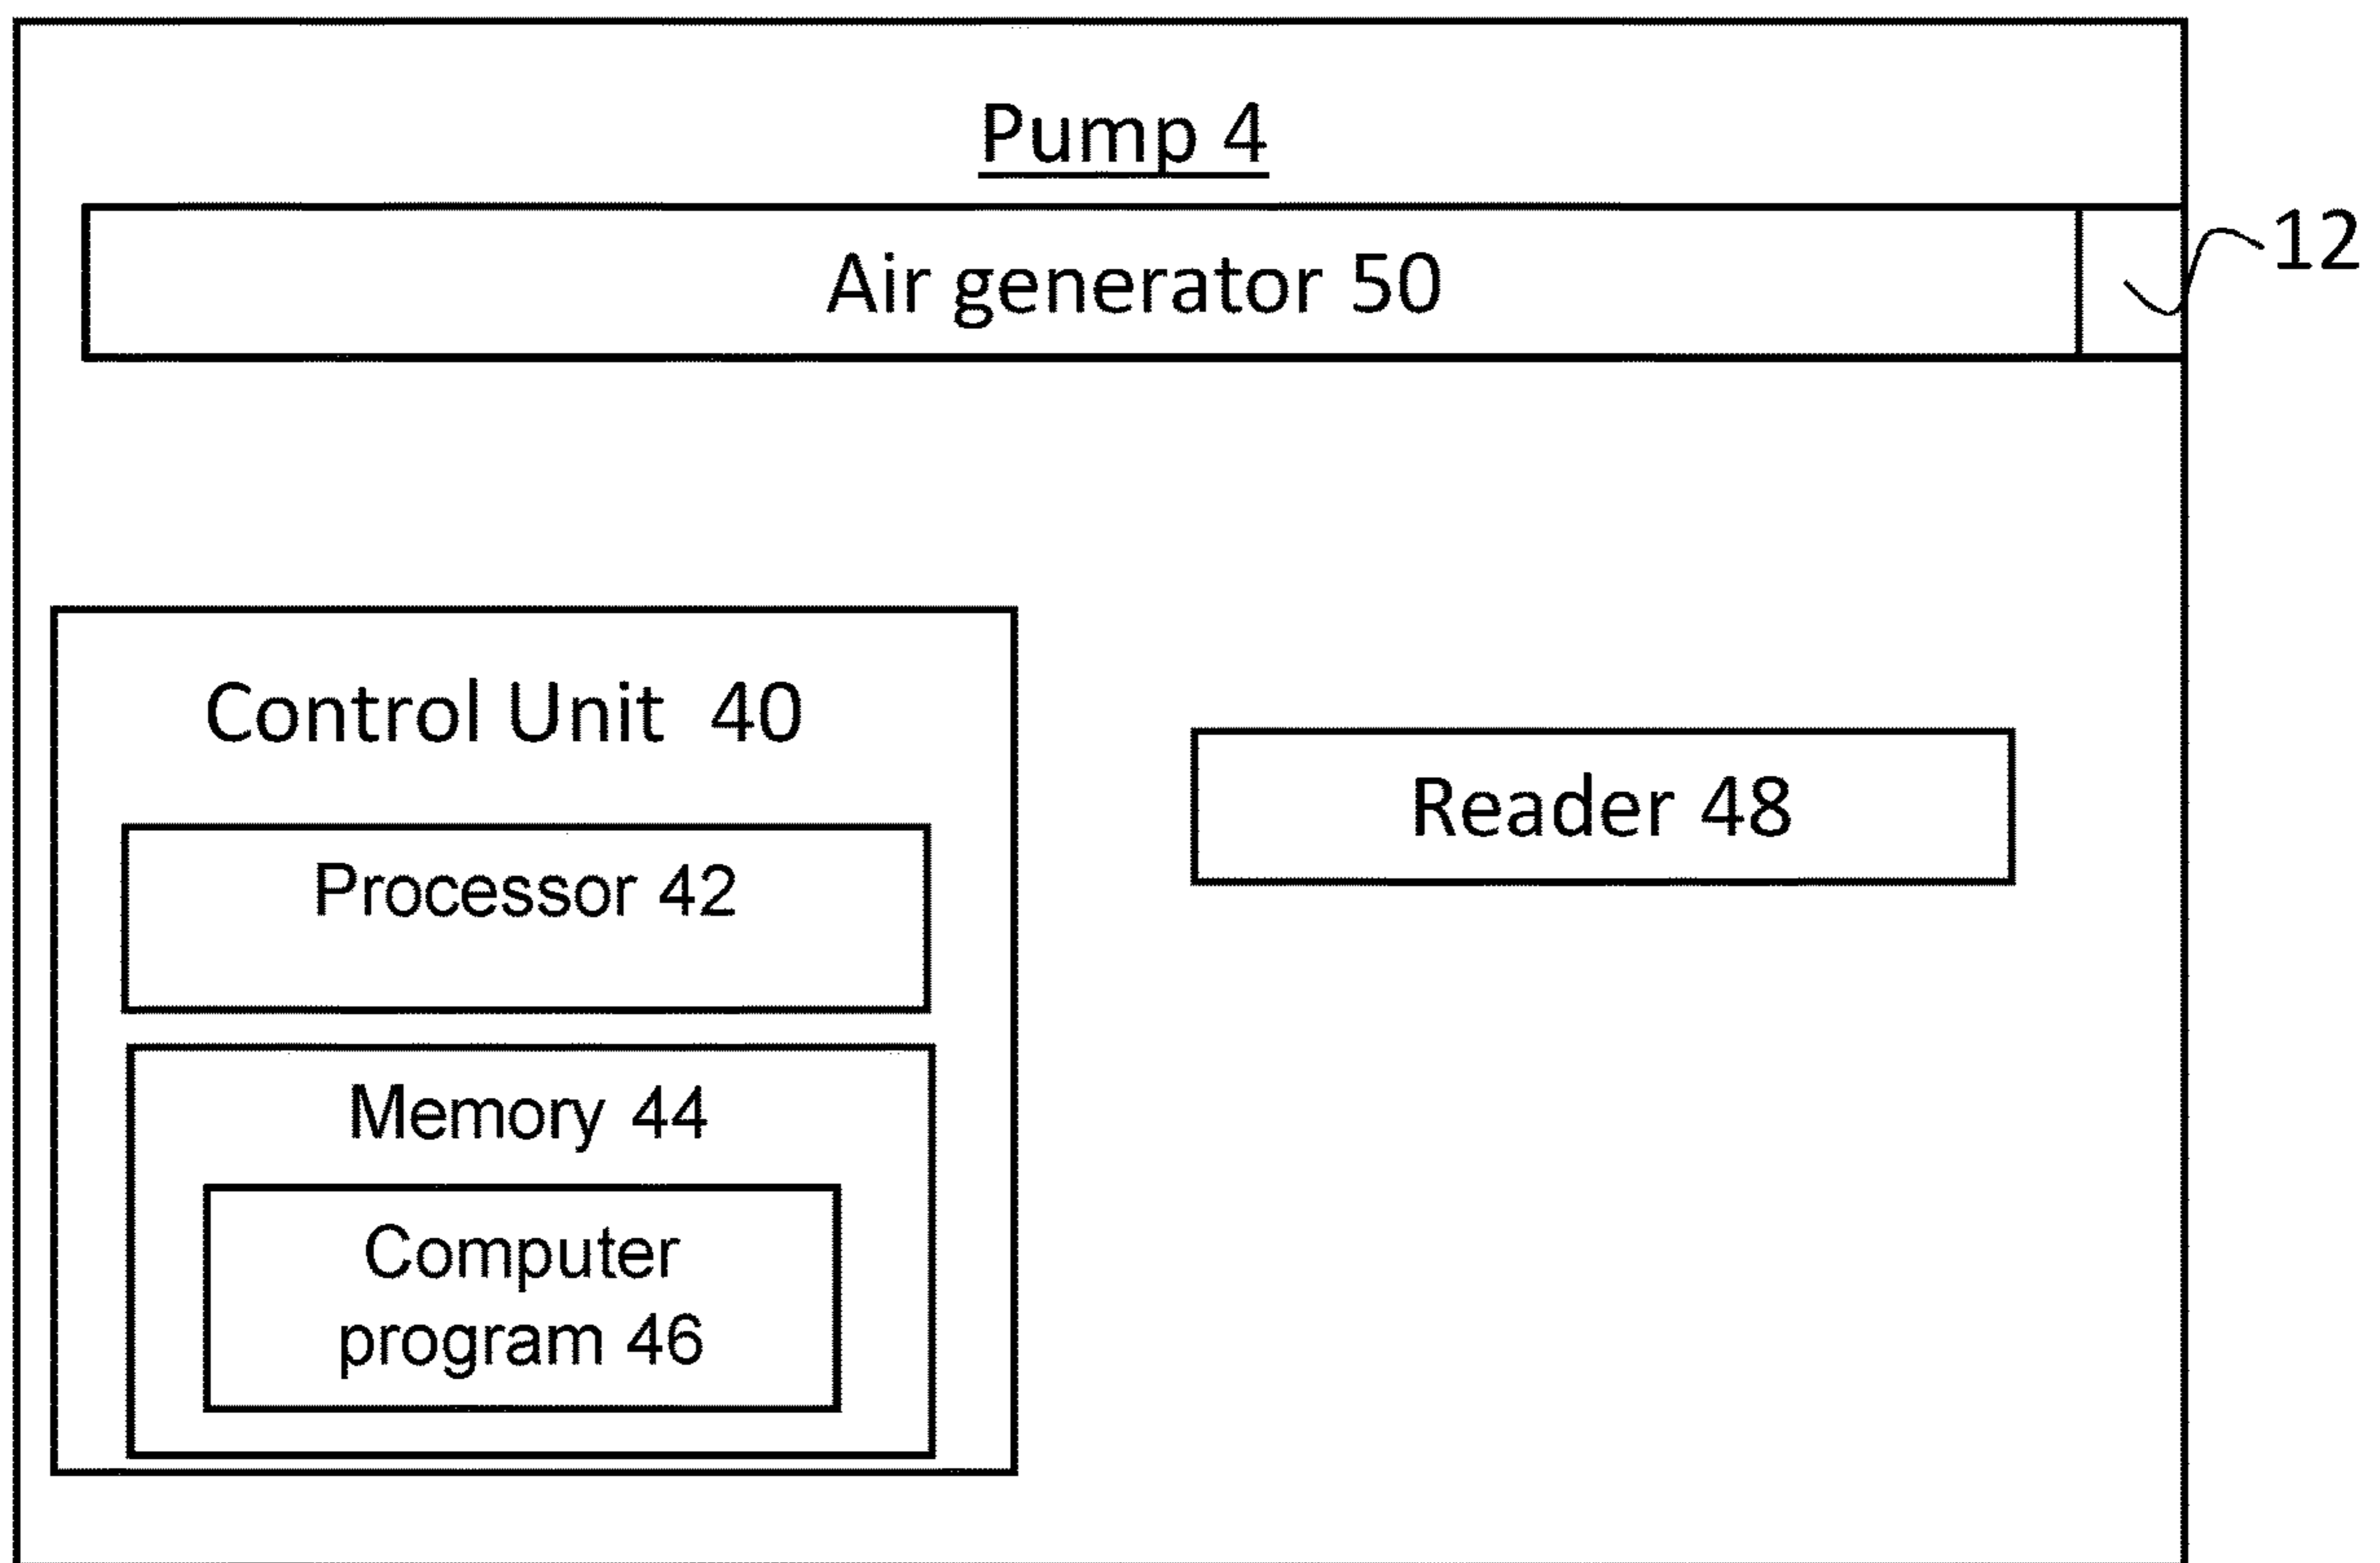 Pump 4
Air generator 50
12
Control Unit 40
Reader 48
Processor 42
Memory 44
Computer
program 46